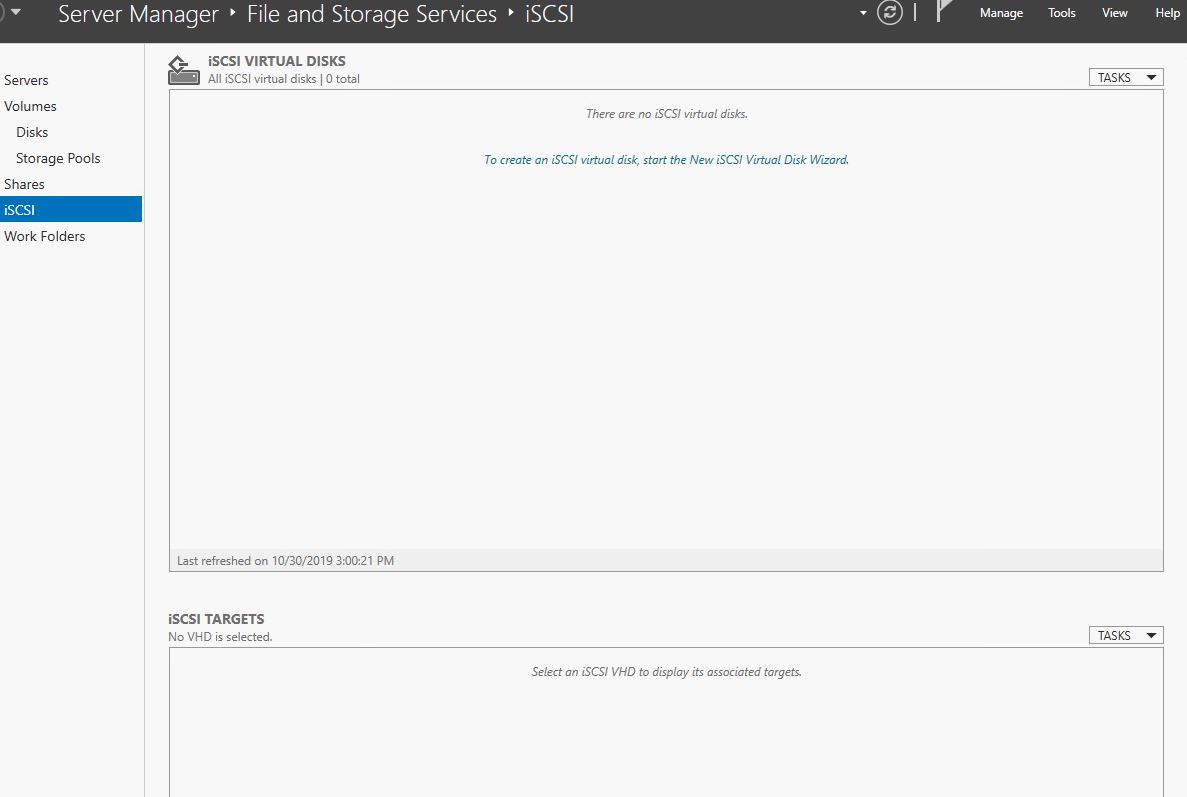 Server Manager ‣ File and Storage Services ‣ iSCSI
Manage Tools View Help
Servers
Volumes
Disks
Storage Pools
Shares
iSCSI
Work Folders
iSCSI VIRTUAL DISKS
All iSCSI virtual disks | 0 total
TASKS
There are no iSCSI virtual disks.
To create an iSCSI virtual disk, start the New iSCSI Virtual Disk Wizard.
Last refreshed on 10/30/2019 3:00:21 PM
iSCSI TARGETS
No VHD is selected.
TASKS
Select an iSCSI VHD to display its associated targets.